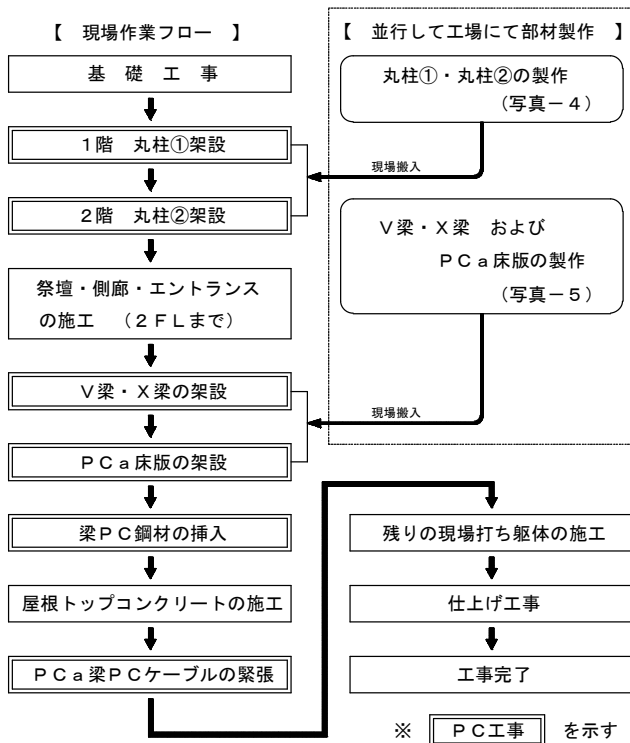 【 現場作業フロー 】
基 礎 工 事
1階 丸柱①架設
2階 丸柱②架設
祭壇・側廊・エントランス
の施工 (2FLまで)
V梁・X梁の架設
PCa床版の架設
梁PC鋼材の挿入
屋根トップコンクリートの施工
PCa梁PCケーブルの緊張
【 並行して工場にて部材製作 】
丸柱①・丸柱②の製作
(写真-4)
現場搬入
V梁・X梁 および
PCa床版の製作
(写真-5)
現場搬入
残りの現場打ち躯体の施工
仕上げ工事
工事完了
※ PC工事 を示す